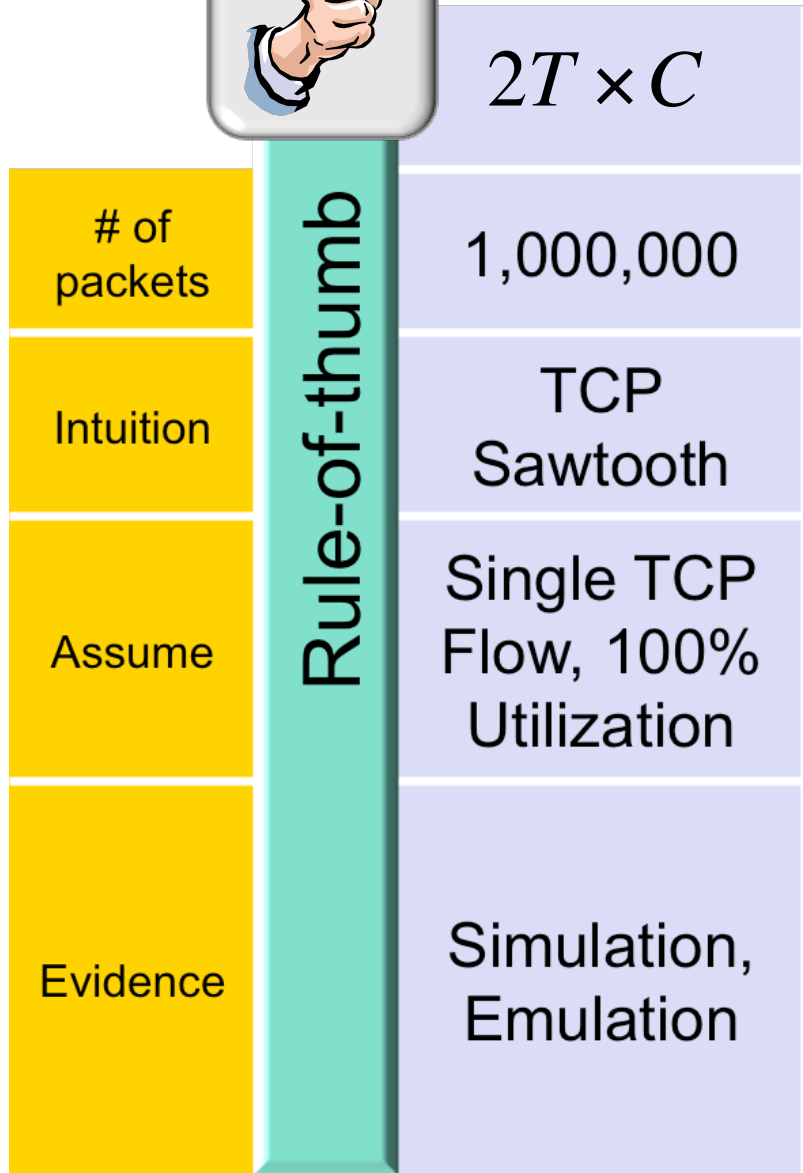 2T × C
# of
packets
1,000,000
Intuition
TCP
Sawtooth
Assume
Single TCP
Flow, 100%
Utilization
Evidence
Simulation,
Emulation
Rule-of-thumb